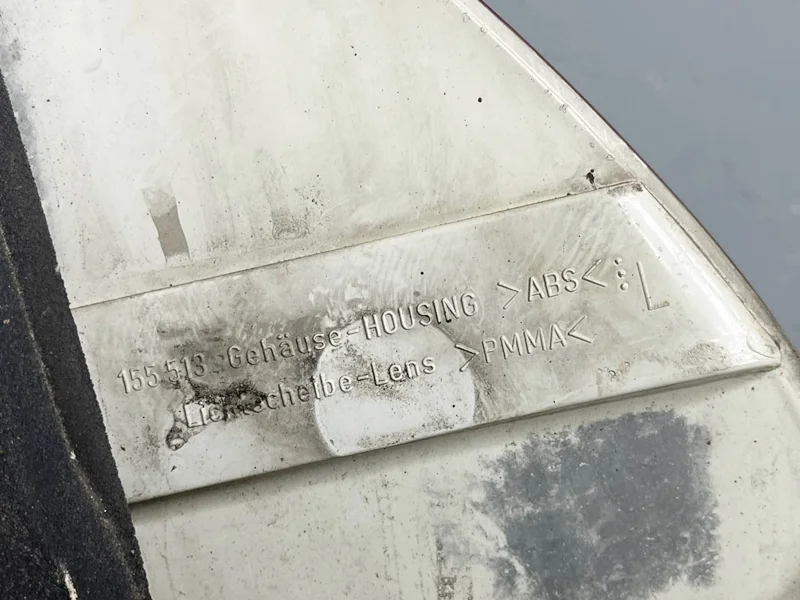 155 513 Gehäuse-HOUSING >ABS< L
Lichtscheibe-Lens >PMMA<